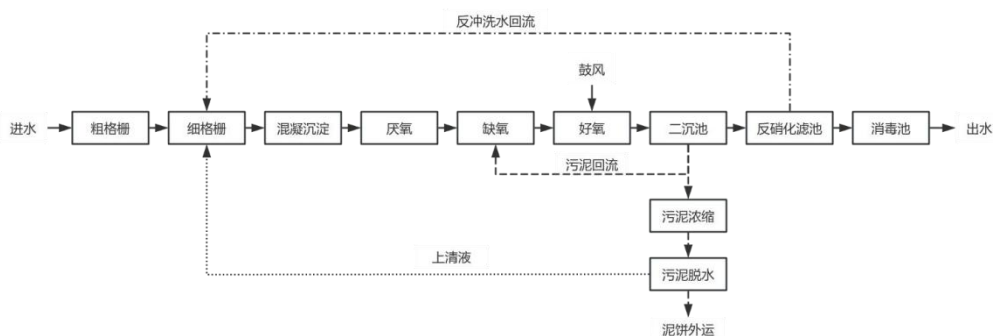 反冲洗水回流
鼓风
进水
粗格栅
细格栅
混凝沉淀
厌氧
缺氧
好氧
二沉池
反硝化滤池
消毒池
出水
污泥回流
污泥浓缩
上清液
污泥脱水
泥饼外运